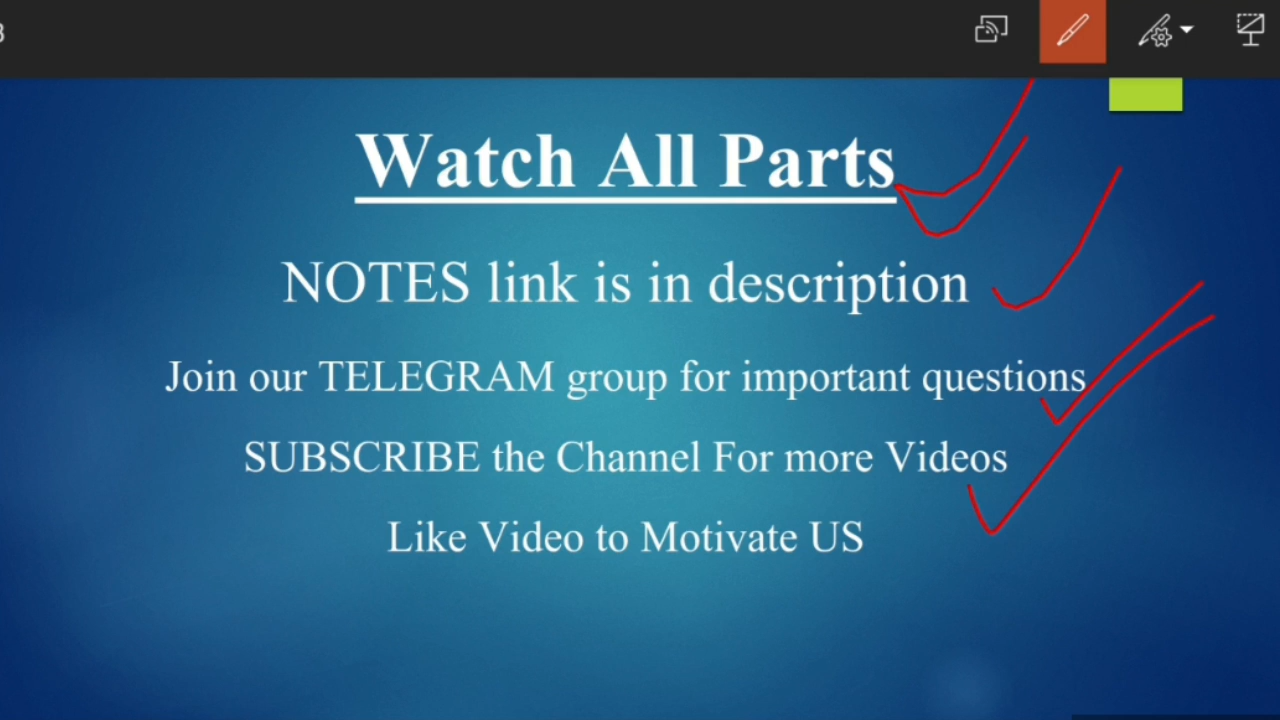 Watch All Parts
NOTES link is in description
Join our TELEGRAM group for important questions
SUBSCRIBE the Channel For more Videos
Like Video to Motivate US